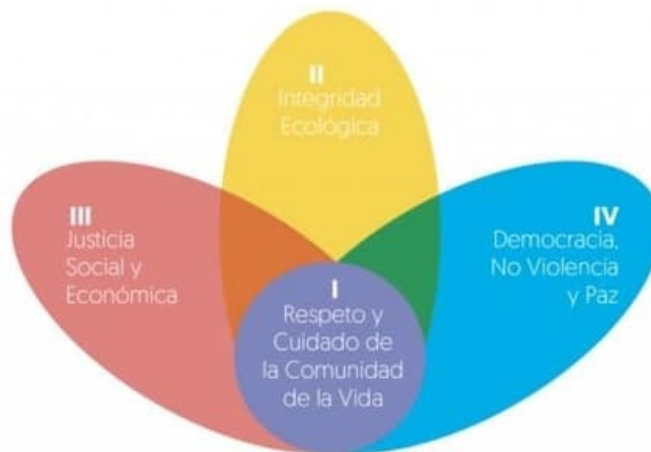 II
Integridad
Ecológica
III
Justicia
Social y
Económica
IV
Democracia,
No Violencia
y Paz
I
Respeto y
Cuidado de
la Comunidad
de la Vida